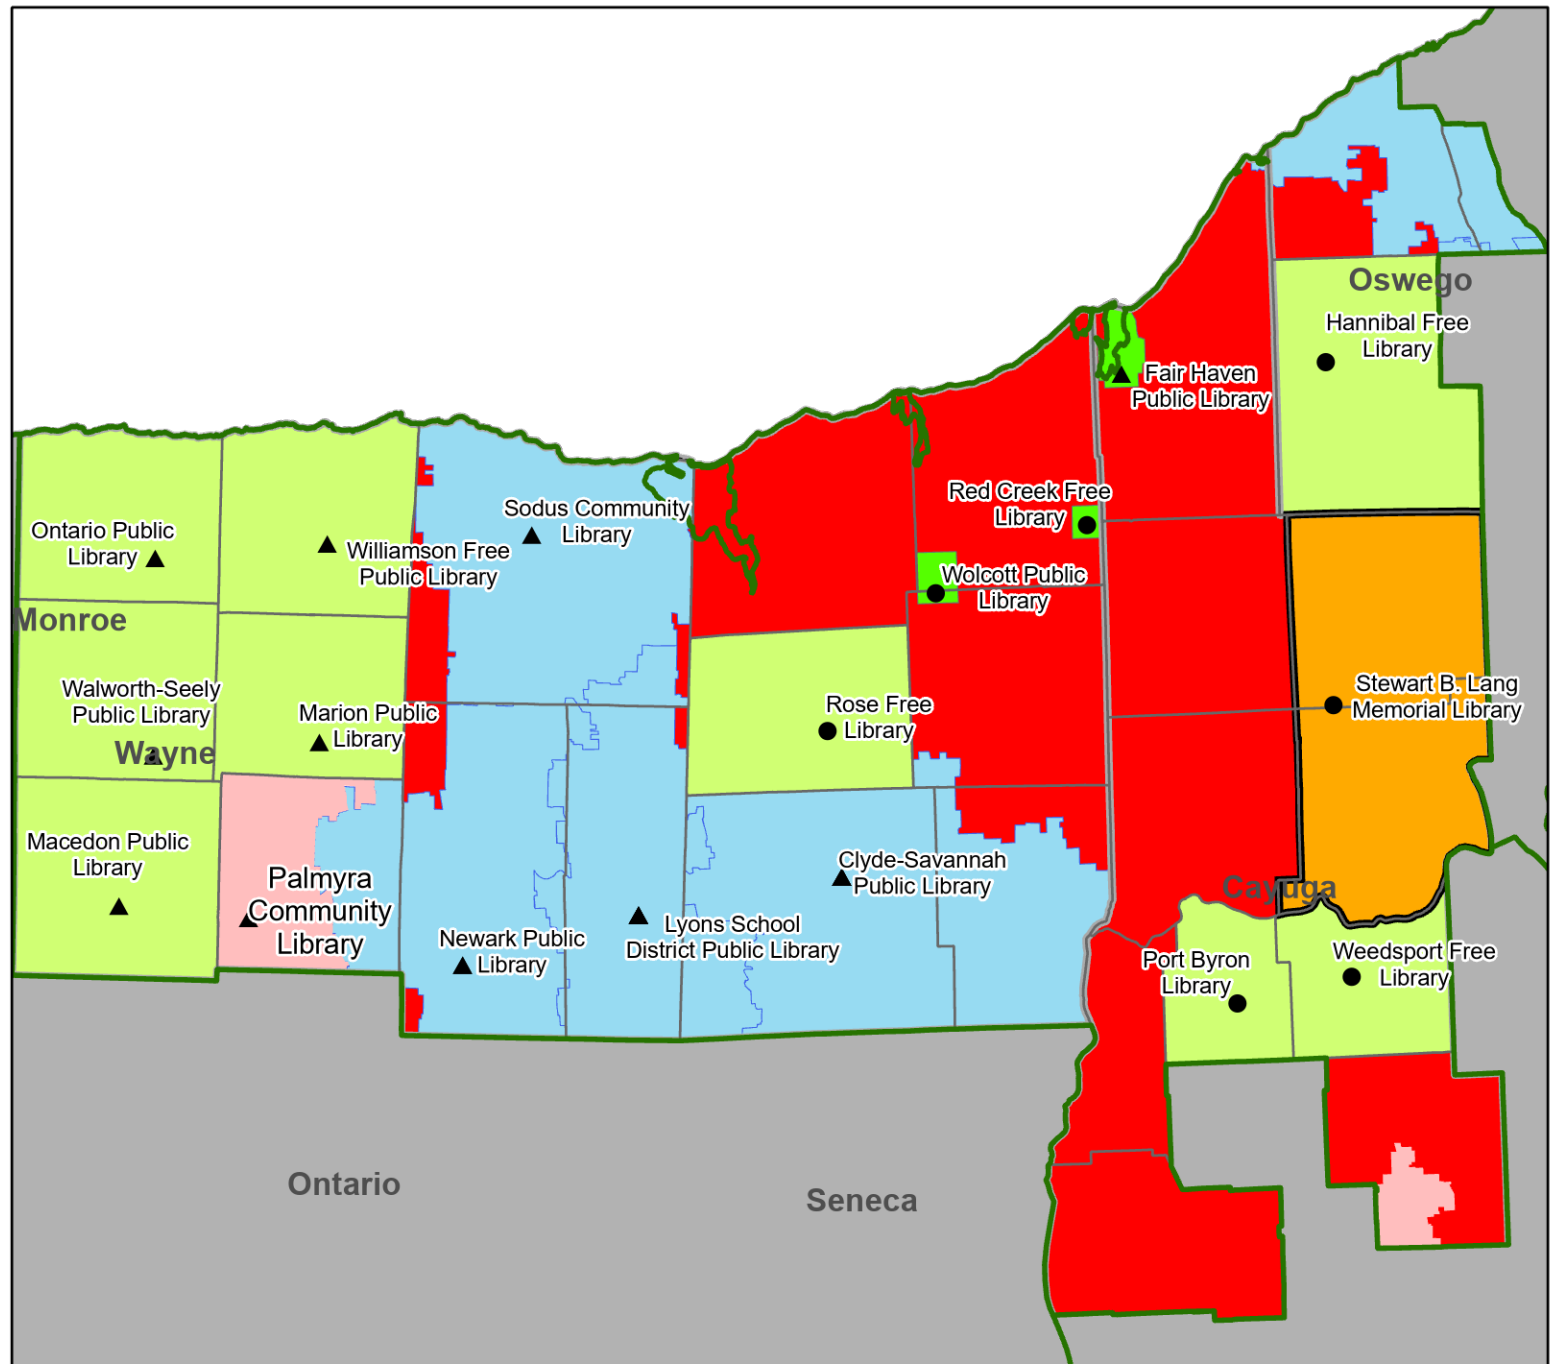 Oswego
Hannibal Free
Library
Fair Haven
Public Library
Red Creek Free
Library
Sodus Community
Library
Ontario Public
Library
Williamson Free
Public Library
Wolcott Public
Library
Monroe
Walworth-Seely
Public Library
Wayne
Marion Public
Library
Rose Free
Library
Stewart B. Lang
Memorial Library
Macedon Public
Library
Palmyra
Community
Library
Clyde-Savannah
Public Library
Cayuga
Newark Public
Library
Lyons School
District Public Library
Port Byron
Library
Weedsport Free
Library
Ontario
Seneca